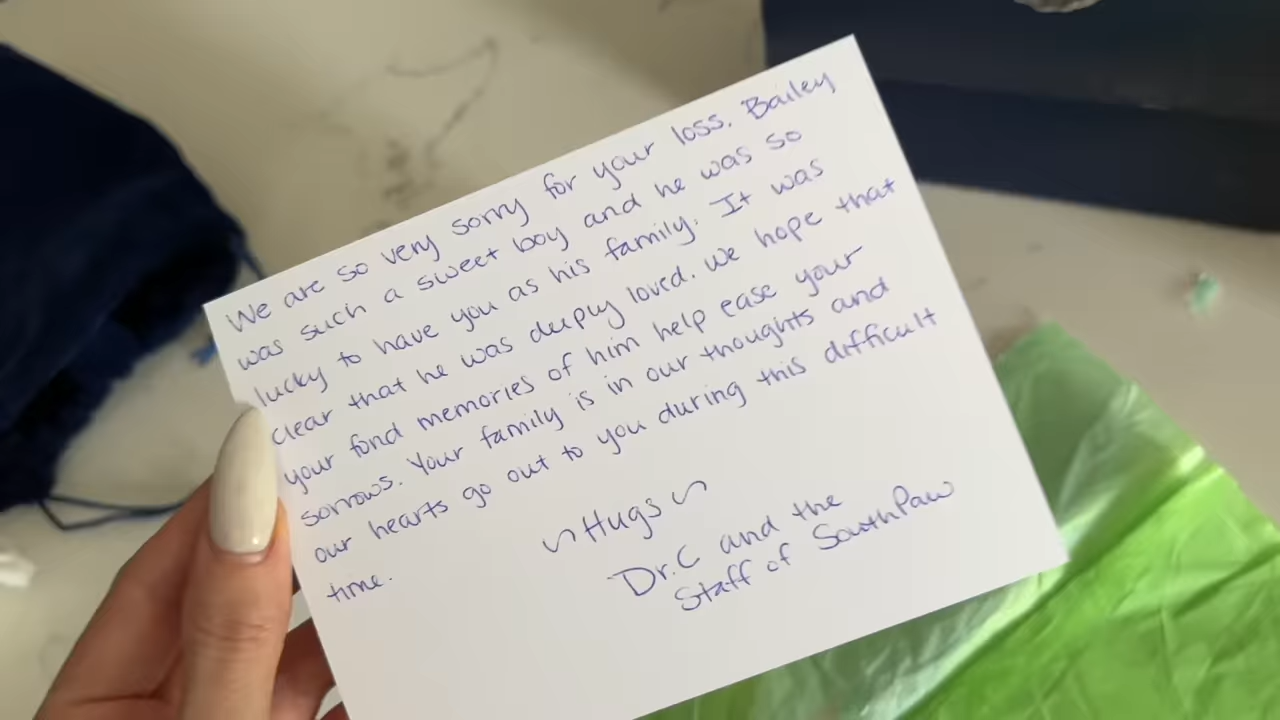 We are so very sorry for your loss. Bailey
was such a sweet boy and he was so
lucky to have you as his family. It was
clear that he was deeply loved. We hope that
your fond memories of him help ease your
sorrows. Your family is in our thoughts and
our hearts go out to you during this difficult
time.
~Hugs~
Dr.C and the
Staff of SouthPaw